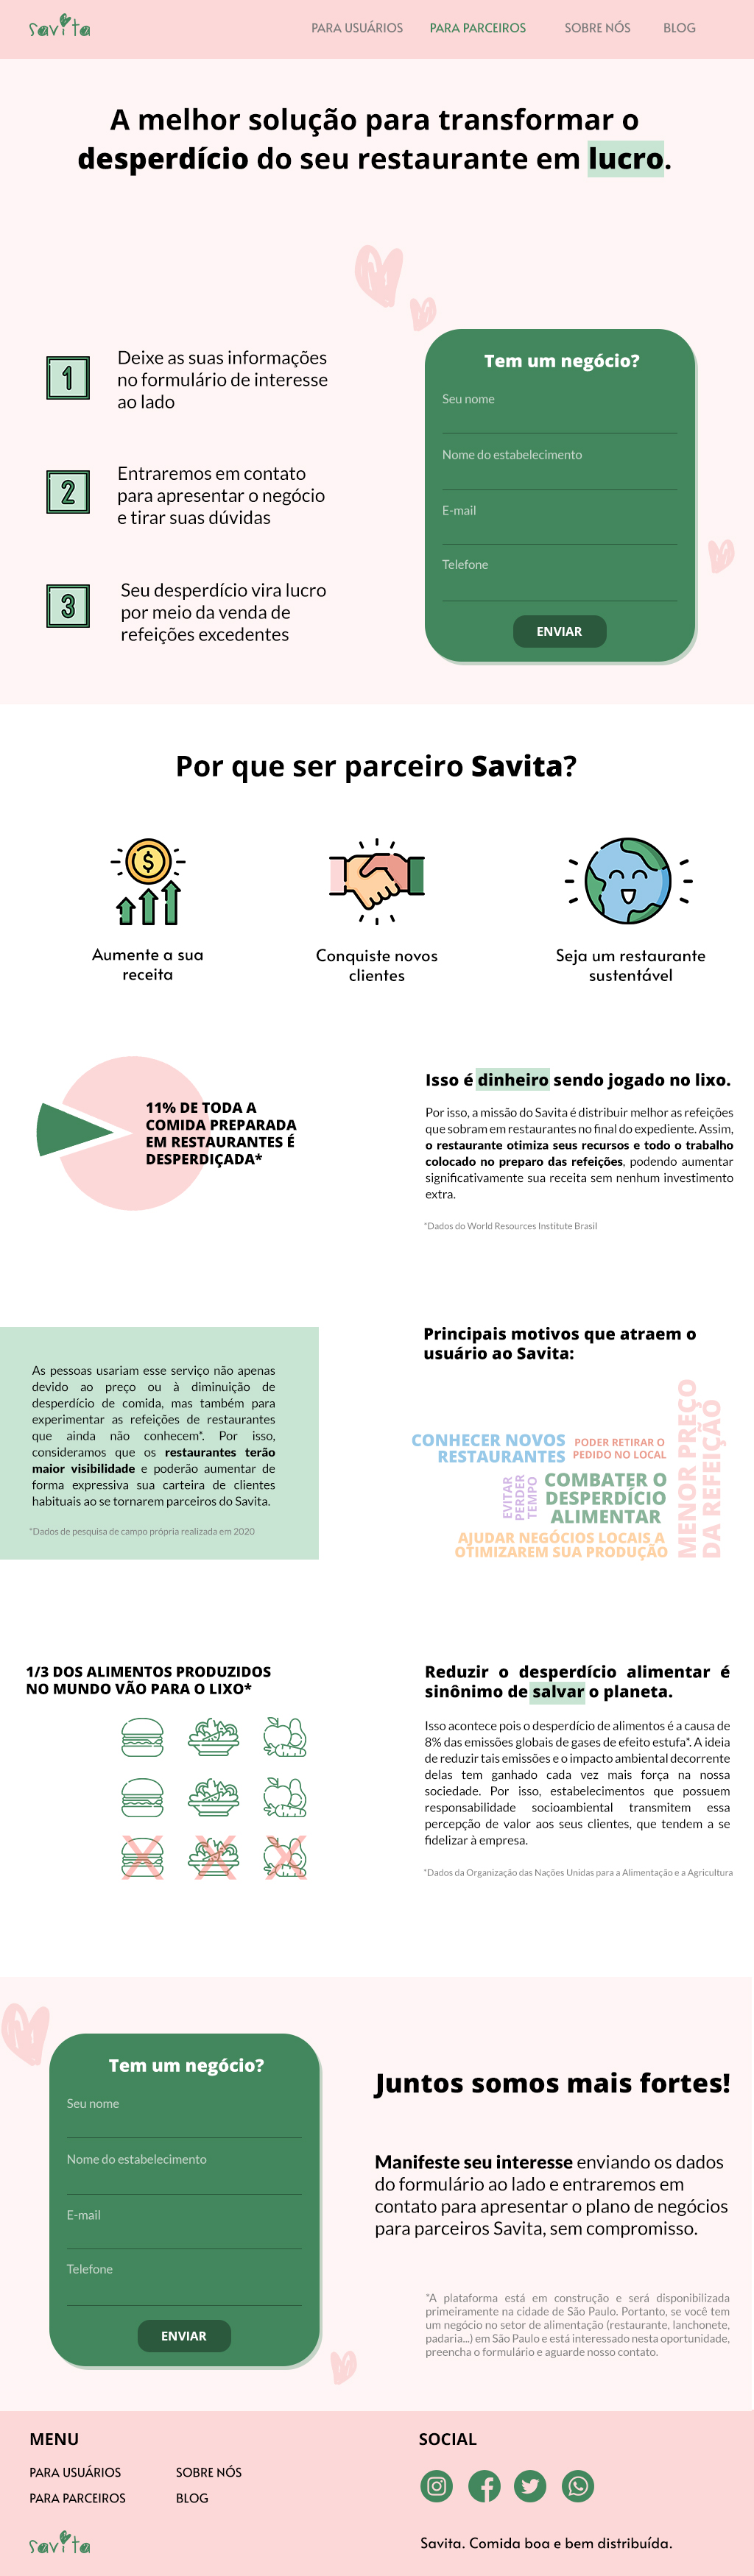 savita
PARA USUÁRIOS
PARA PARCEIROS
SOBRE NÓS
BLOG
A melhor solução para transformar o
desperdício do seu restaurante em lucro.
1
Deixe as suas informações
no formulário de interesse
ao lado
2
Entraremos em contato
para apresentar o negócio
e tirar suas dúvidas
3
Seu desperdício vira lucro
por meio da venda de
refeições excedentes
Tem um negócio?
Seu nome
Nome do estabelecimento
E-mail
Telefone
ENVIAR
Por que ser parceiro Savita?
$
Aumente a sua
receita
Conquiste novos
clientes
Seja um restaurante
sustentável
11% DE TODA A
COMIDA PREPARADA
EM RESTAURANTES É
DESPERDIÇADA*
Isso é dinheiro sendo jogado no lixo.
Por isso, a missão do Savita é distribuir melhor as refeições
que sobram em restaurantes no final do expediente. Assim,
o restaurante otimiza seus recursos e todo o trabalho
colocado no preparo das refeições, podendo aumentar
significativamente sua receita sem nenhum investimento
extra.
*Dados do World Resources Institute Brasil
As pessoas usariam esse serviço não apenas
devido ao preço ou à diminuição de
desperdício de comida, mas também para
experimentar as refeições de restaurantes
que ainda não conhecem*. Por isso,
consideramos que os restaurantes terão
maior visibilidade e poderão aumentar de
forma expressiva sua carteira de clientes
habituais ao se tornarem parceiros do Savita.
*Dados de pesquisa de campo própria realizada em 2020
Principais motivos que atraem o
usuário ao Savita:
CONHECER NOVOS
RESTAURANTES
PODER RETIRAR O
PEDIDO NO LOCAL
EVITAR
PERDER
TEMPO
COMBATER O
DESPERDÍCIO
ALIMENTAR
AJUDAR NEGÓCIOS LOCAIS A
OTIMIZAREM SUA PRODUÇÃO
MENOR PREÇO
DA REFEIÇÃO
1/3 DOS ALIMENTOS PRODUZIDOS
NO MUNDO VÃO PARA O LIXO*
Reduzir o desperdício alimentar é
sinônimo de salvar o planeta.
Isso acontece pois o desperdício de alimentos é a causa de
8% das emissões globais de gases de efeito estufa*. A ideia
de reduzir tais emissões e o impacto ambiental decorrente
delas tem ganhado cada vez mais força na nossa
sociedade. Por isso, estabelecimentos que possuem
responsabilidade socioambiental transmitem essa
percepção de valor aos seus clientes, que tendem a se
fidelizar à empresa.
*Dados da Organização das Nações Unidas para a Alimentação e a Agricultura
Tem um negócio?
Seu nome
Nome do estabelecimento
E-mail
Telefone
ENVIAR
Juntos somos mais fortes!
Manifeste seu interesse enviando os dados
do formulário ao lado e entraremos em
contato para apresentar o plano de negócios
para parceiros Savita, sem compromisso.
*A plataforma está em construção e será disponibilizada
primeiramente na cidade de São Paulo. Portanto, se você tem
um negócio no setor de alimentação (restaurante, lanchonete,
padaria...) em São Paulo e está interessado nesta oportunidade,
preencha o formulário e aguarde nosso contato.
MENU
PARA USUÁRIOS
SOBRE NÓS
PARA PARCEIROS
BLOG
savita
SOCIAL
Savita. Comida boa e bem distribuída.